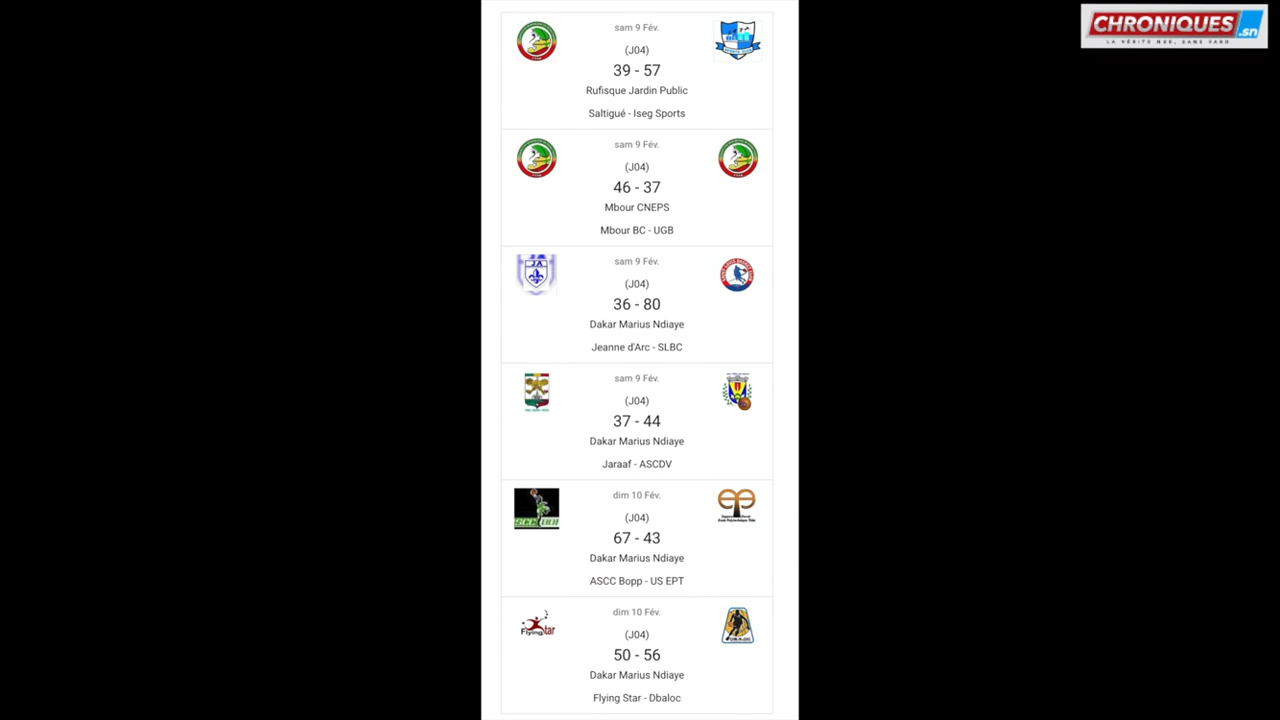 CHRONIQUES.sn
LA VÉRITÉ NUE, SANS FARD
sam 9 Fév.
(J04)
39 - 57
Rufisque Jardin Public
Saltigué - Iseg Sports
sam 9 Fév.
(J04)
46 - 37
Mbour CNEPS
Mbour BC - UGB
JA
sam 9 Fév.
(J04)
36 - 80
Dakar Marius Ndiaye
Jeanne d'Arc - SLBC
sam 9 Fév.
(J04)
37 - 44
Dakar Marius Ndiaye
Jaraaf - ASCDV
dim 10 Fév.
(J04)
67 - 43
Dakar Marius Ndiaye
ASCC Bopp - US EPT
Flying Star
dim 10 Fév.
(J04)
50 - 56
Dakar Marius Ndiaye
Flying Star - Dbaloc